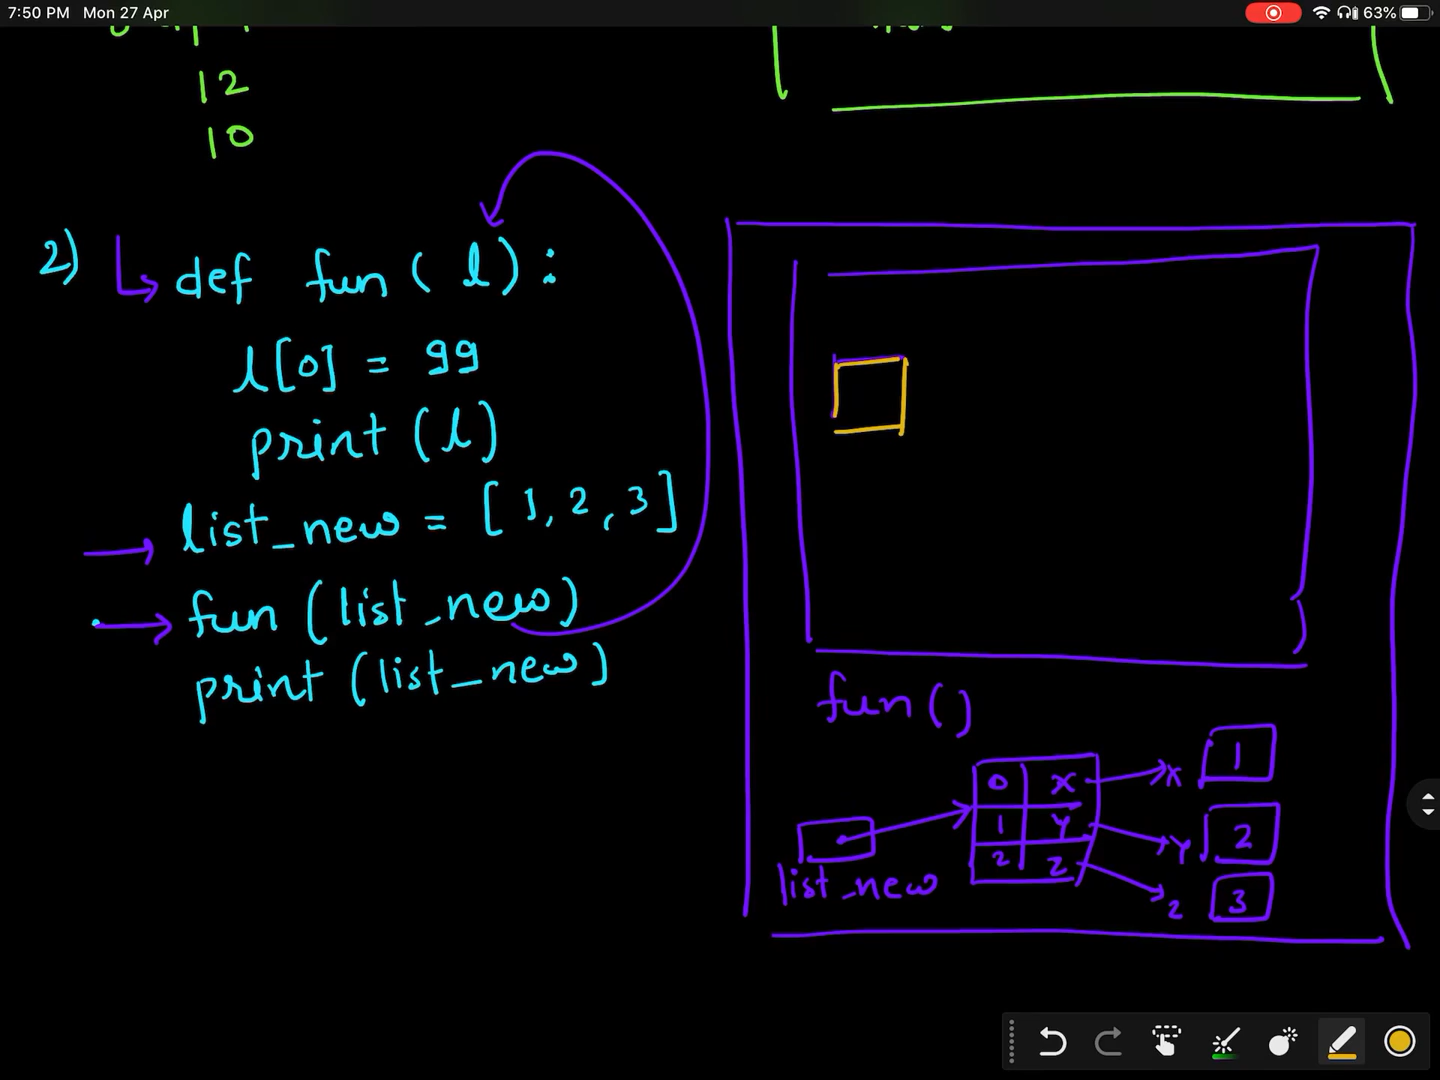 7:50 PM Mon 27 Apr
63%
12
10
2) def fun ( l ) :
l[0] = 99
print (l)
list_new = [ 1, 2, 3 ]
fun (list_new)
print (list_new)
fun()
0 X
1 Y
2 Z
X 1
Y 2
z 3
list_new